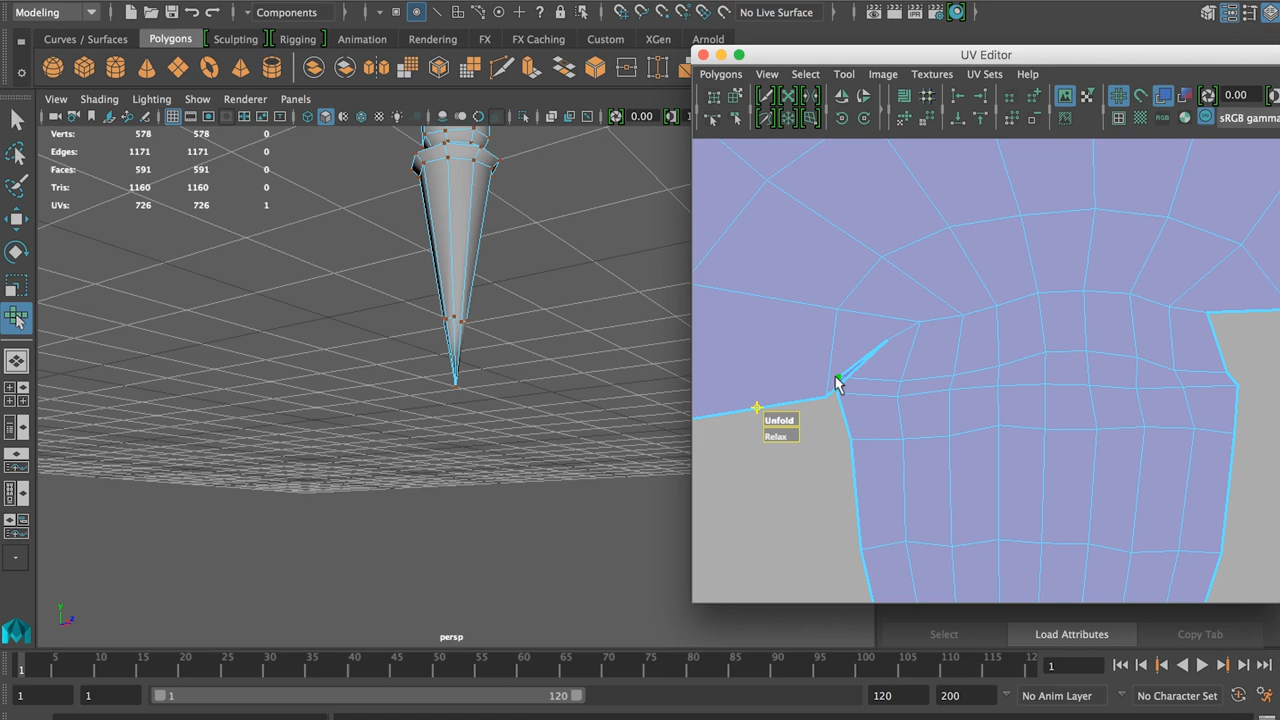 Modeling
Components
No Live Surface
Curves / Surfaces
Polygons
Sculpting
Rigging
Animation
Rendering
FX
FX Caching
Custom
XGen
Arnold
View
Shading
Lighting
Show
Renderer
Panels
0.00
Verts: 578 578 0
Edges: 1171 1171 0
Faces: 591 591 0
Tris: 1160 1160 0
UVs: 726 726 1
y
z
persp
UV Editor
Polygons
View
Select
Tool
Image
Textures
UV Sets
Help
0.00
RGB
sRGB gamma
Unfold
Relax
Select
Load Attributes
Copy Tab
1 5 10 15 20 25 30 35 40 45 50 55 60 65 70 75 80 85 90 95 100 105 110 115 12
1
1
1
1
120
120
200
No Anim Layer
No Character Set